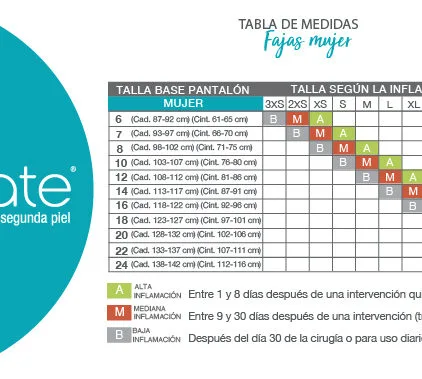 TABLA DE MEDIDAS
Fajas mujer
TALLA BASE PANTALÓN TALLA SEGÚN LA INFLA
MUJER 3XS 2XS XS S M L XL
6 (Cad. 87-92 cm) (Cint. 61-65 cm) B M A
7 (Cad. 93-97 cm) (Cint. 66-70 cm) B M A
8 (Cad. 98-102 cm) (Cint. 71-75 cm) B M A
10 (Cad. 103-107 cm) (Cint. 76-80 cm) B M A
12 (Cad. 108-112 cm) (Cint. 81-86 cm) B M A
14 (Cad. 113-117 cm) (Cint. 87-91 cm) B M
16 (Cad. 118-122 cm) (Cint. 92-96 cm) B
18 (Cad. 123-127 cm) (Cint. 97-101 cm)
20 (Cad. 128-132 cm) (Cint. 102-106 cm)
22 (Cad. 133-137 cm) (Cint. 107-111 cm)
24 (Cad. 138-142 cm) (Cint. 112-116 cm)
ate®
segunda piel
A ALTA INFLAMACIÓN Entre 1 y 8 días después de una intervención qu
M MEDIANA INFLAMACIÓN Entre 9 y 30 días después de una intervención (tr
B BAJA INFLAMACIÓN Después del día 30 de la cirugía o para uso diario